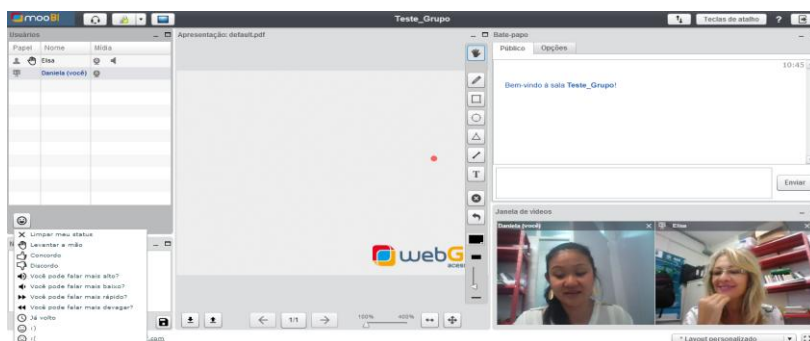 mooBI
Teste_Grupo
Teclas de atalho
?
Usuários
Papel Nome Mídia
Elsa
Daniela (você)
Limpar meu status
Levantar a mão
Concordo
Discordo
Você pode falar mais alto?
Você pode falar mais baixo?
Você pode falar mais rápido?
Você pode falar mais devagar?
Já volto
:)
:(
.com
Apresentação: default.pdf
T
webG
aces
1/1
100% 400%
Bate-papo
Público Opções
10:45
Bem-vindo à sala Teste_Grupo!
Enviar
Janela de vídeos
Daniela (você)
Elisa
* Layout personalizado